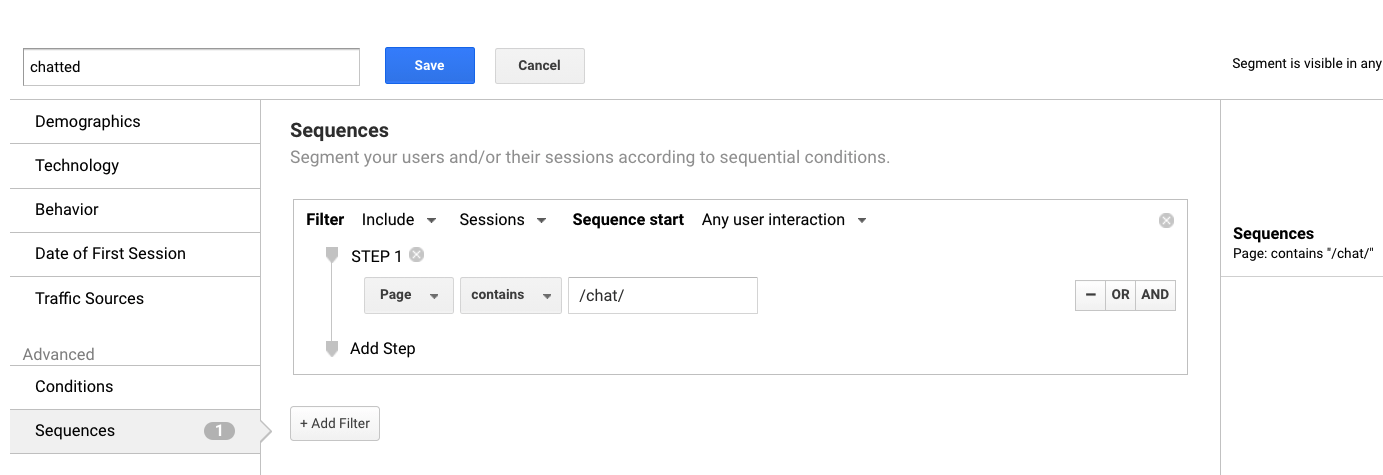 chatted
Save
Cancel
Segment is visible in any
Demographics
Technology
Behavior
Date of First Session
Traffic Sources
Advanced
Conditions
Sequences 1
Sequences
Segment your users and/or their sessions according to sequential conditions.
Filter Include Sessions Sequence start Any user interaction
STEP 1
Page contains /chat/ − OR AND
Add Step
+ Add Filter
Sequences
Page: contains "/chat/"